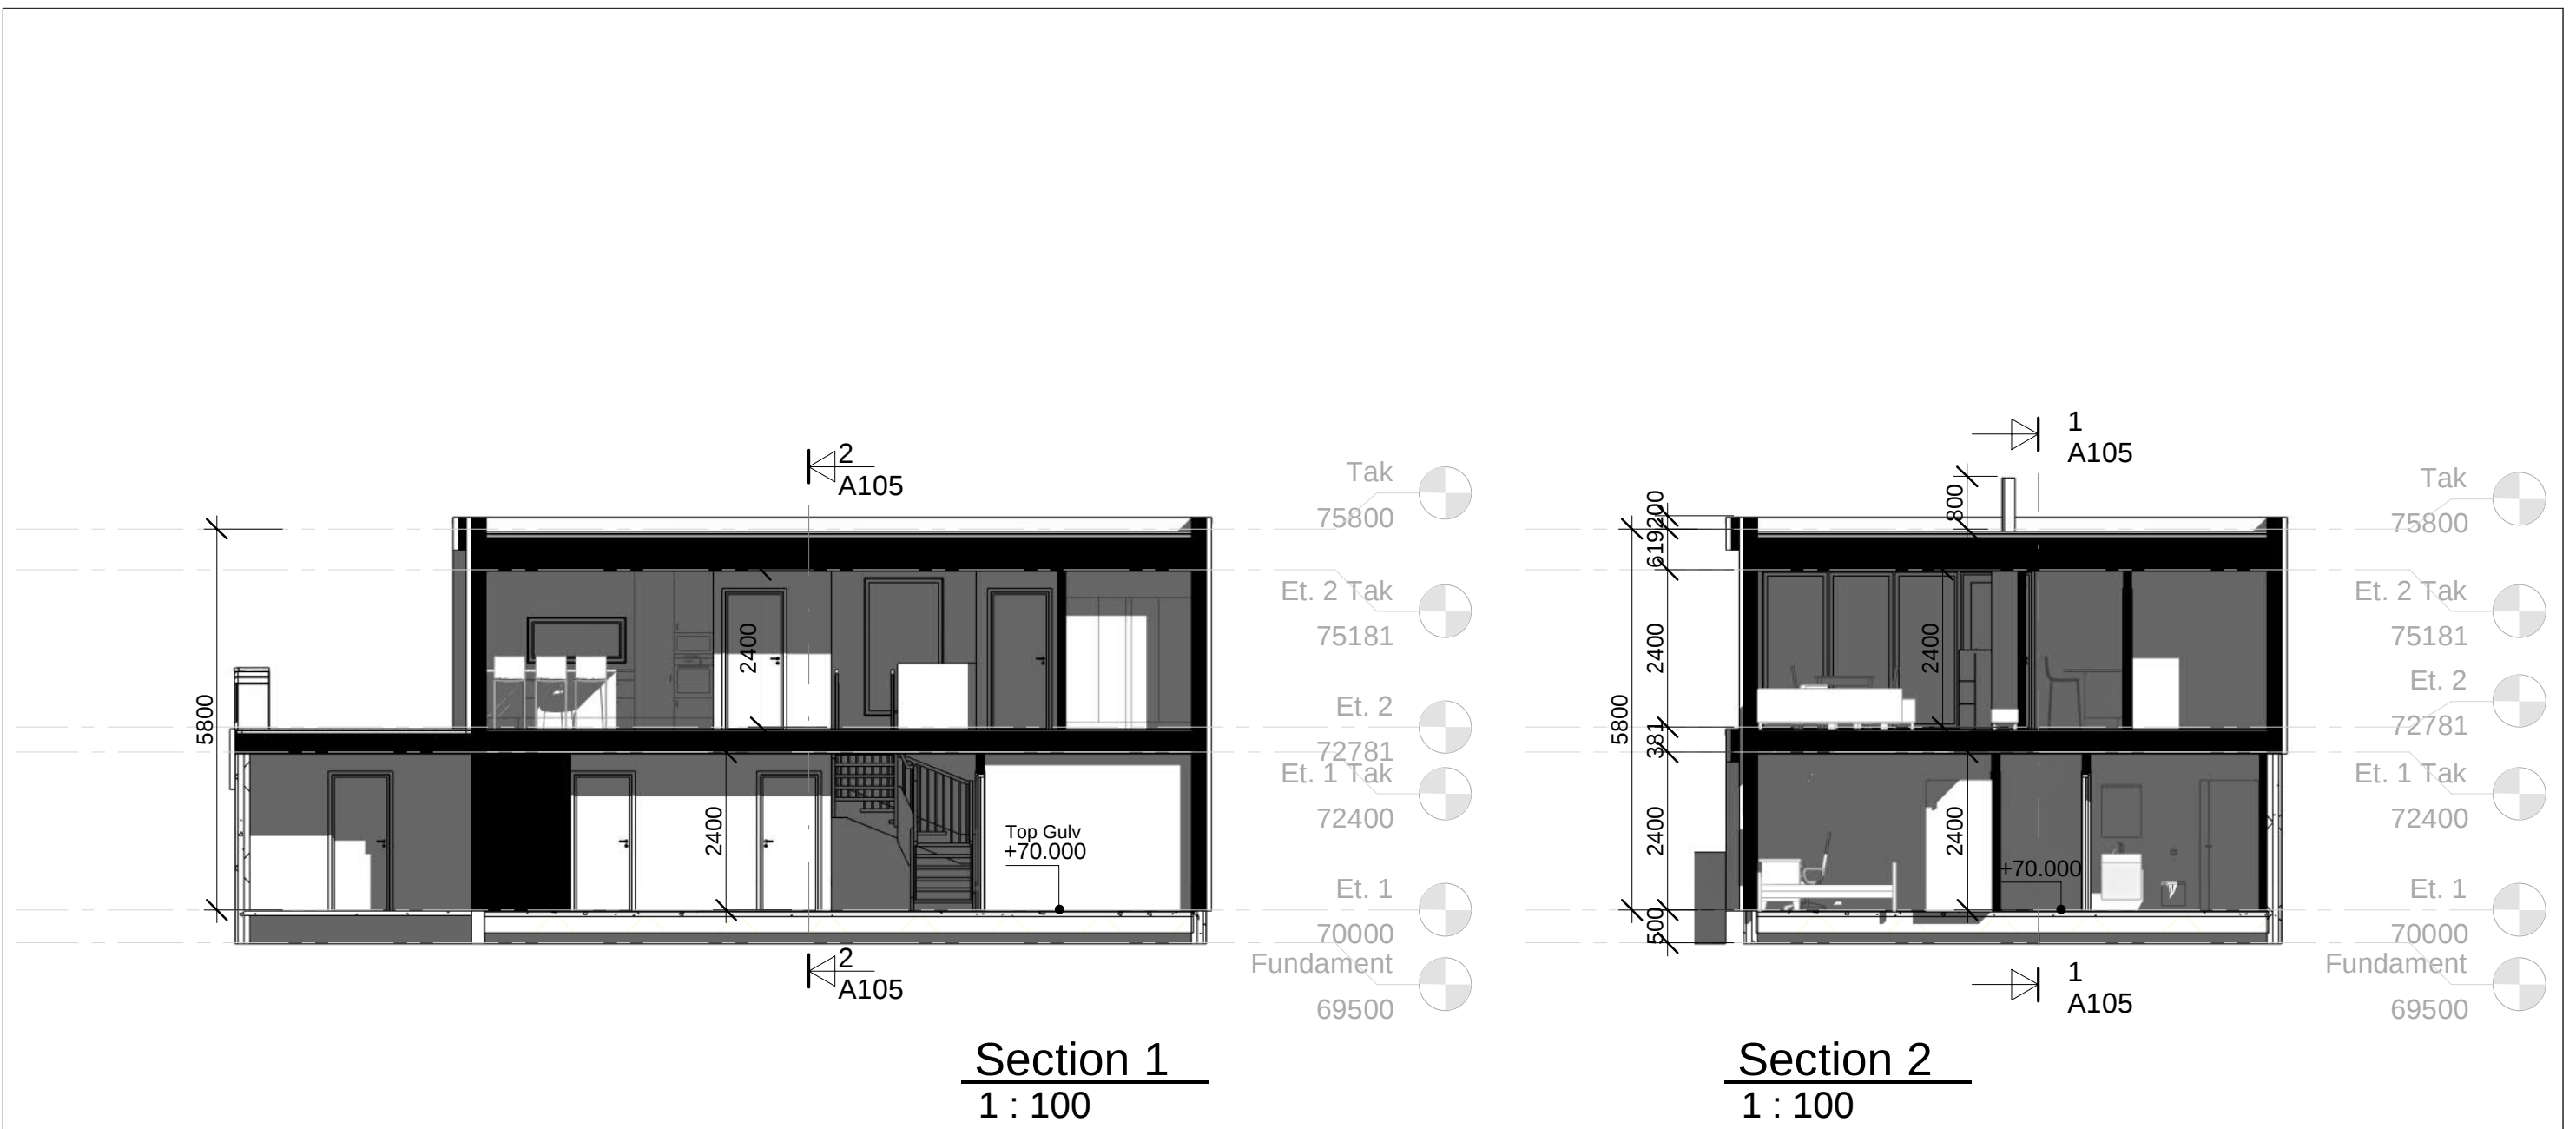 2
A105
Tak
75800
Et. 2 Tak
75181
Et. 2
72781
Et. 1 Tak
72400
Et. 1
70000
Fundament
69500
5800
2400
2400
Top Gulv
+70.000
2
A105
Section 1
1 : 100
1
A105
Tak
75800
Et. 2 Tak
75181
Et. 2
72781
Et. 1 Tak
72400
Et. 1
70000
Fundament
69500
200
619
2400
381
2400
500
5800
800
2400
2400
+70.000
1
A105
Section 2
1 : 100